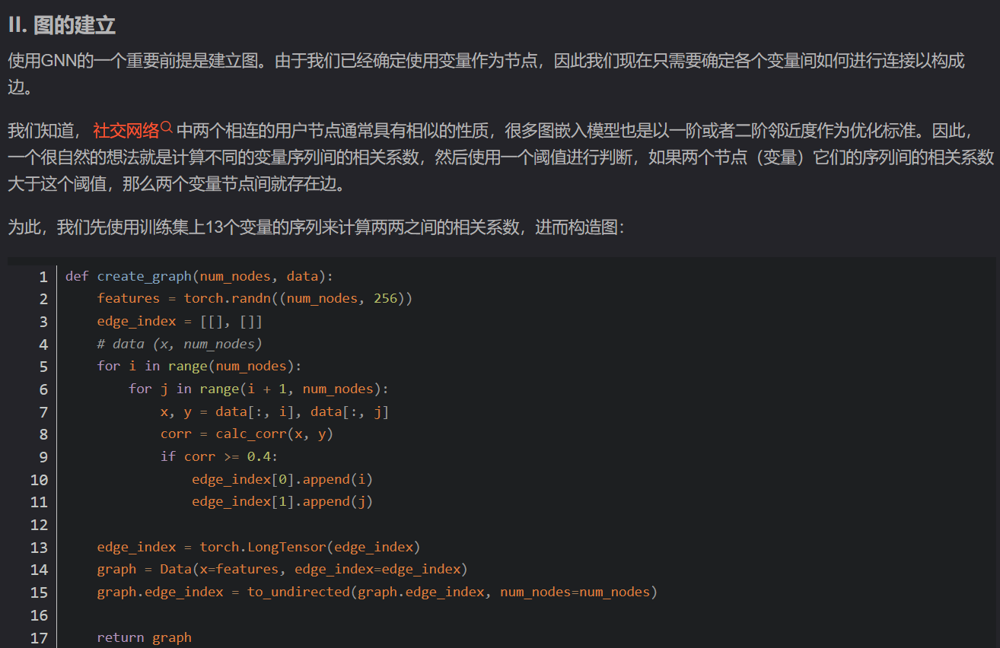 II. 图的建立
使用GNN的一个重要前提是建立图。由于我们已经确定使用变量作为节点，因此我们现在只需要确定各个变量间如何进行连接以构成
边。
我们知道， 社交网络 中两个相连的用户节点通常具有相似的性质，很多图嵌入模型也是以一阶或者二阶邻近度作为优化标准。因此，
一个很自然的想法就是计算不同的变量序列间的相关系数，然后使用一个阈值进行判断，如果两个节点（变量）它们的序列间的相关系数
大于这个阈值，那么两个变量节点间就存在边。
为此，我们先使用训练集上13个变量的序列来计算两两之间的相关系数，进而构造图：
1 def create_graph(num_nodes, data):
2     features = torch.randn((num_nodes, 256))
3     edge_index = [[], []]
4     # data (x, num_nodes)
5     for i in range(num_nodes):
6         for j in range(i + 1, num_nodes):
7             x, y = data[:, i], data[:, j]
8             corr = calc_corr(x, y)
9             if corr >= 0.4:
10                 edge_index[0].append(i)
11                 edge_index[1].append(j)
12
13     edge_index = torch.LongTensor(edge_index)
14     graph = Data(x=features, edge_index=edge_index)
15     graph.edge_index = to_undirected(graph.edge_index, num_nodes=num_nodes)
16
17     return graph